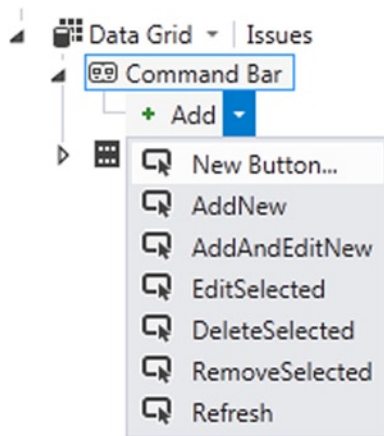 Data Grid Issues
Command Bar
+ Add
New Button...
AddNew
AddAndEditNew
EditSelected
DeleteSelected
RemoveSelected
Refresh